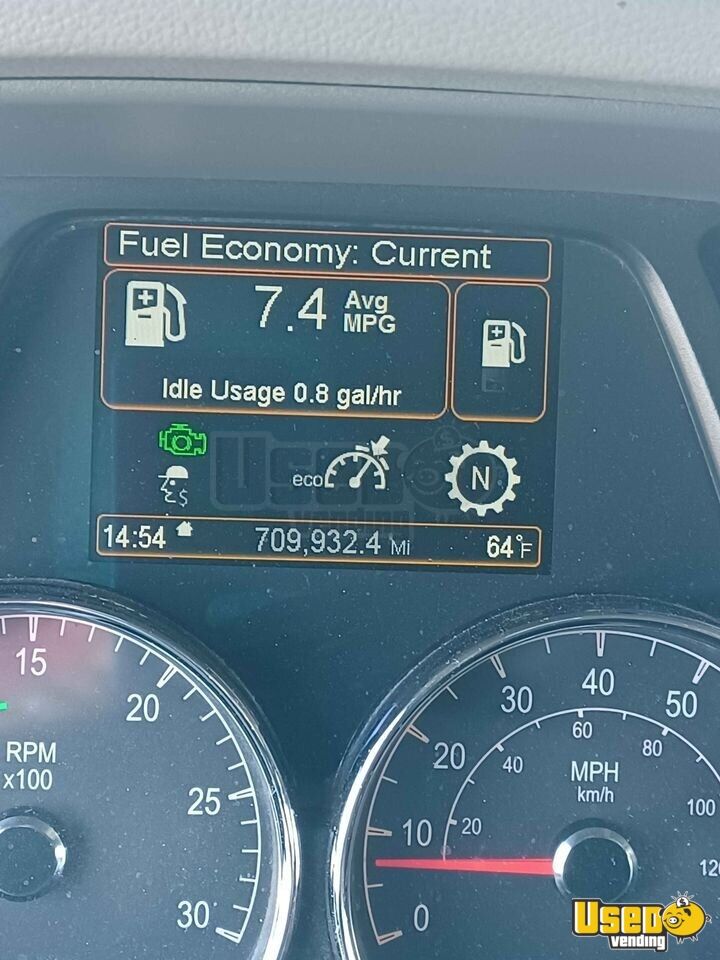 Fuel Economy: Current
7.4 Avg MPG
Idle Usage 0.8 gal/hr
eco
N
14:54 709,932.4 Mi 64°F
USED vending
15
20
25
30
RPM
x100
0
10
20
30
40
50
20
40
60
80
100
120
MPH
km/h
USED vending